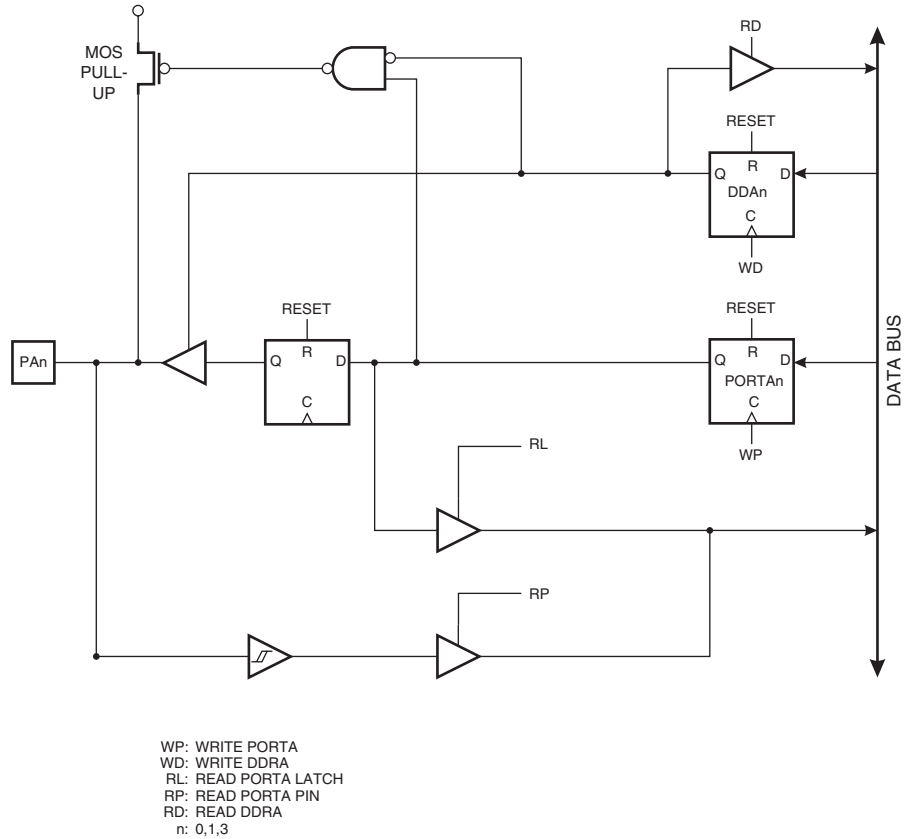 MOS
PULL-
UP
RD
RESET
R
Q
D
DDAn
C
WD
RESET
R
Q
D
C
RESET
R
Q
D
PORTAn
C
WP
PAn
DATA BUS
RL
RP
WP: WRITE PORTA
WD: WRITE DDRA
RL: READ PORTA LATCH
RP: READ PORTA PIN
RD: READ DDRA
n: 0,1,3